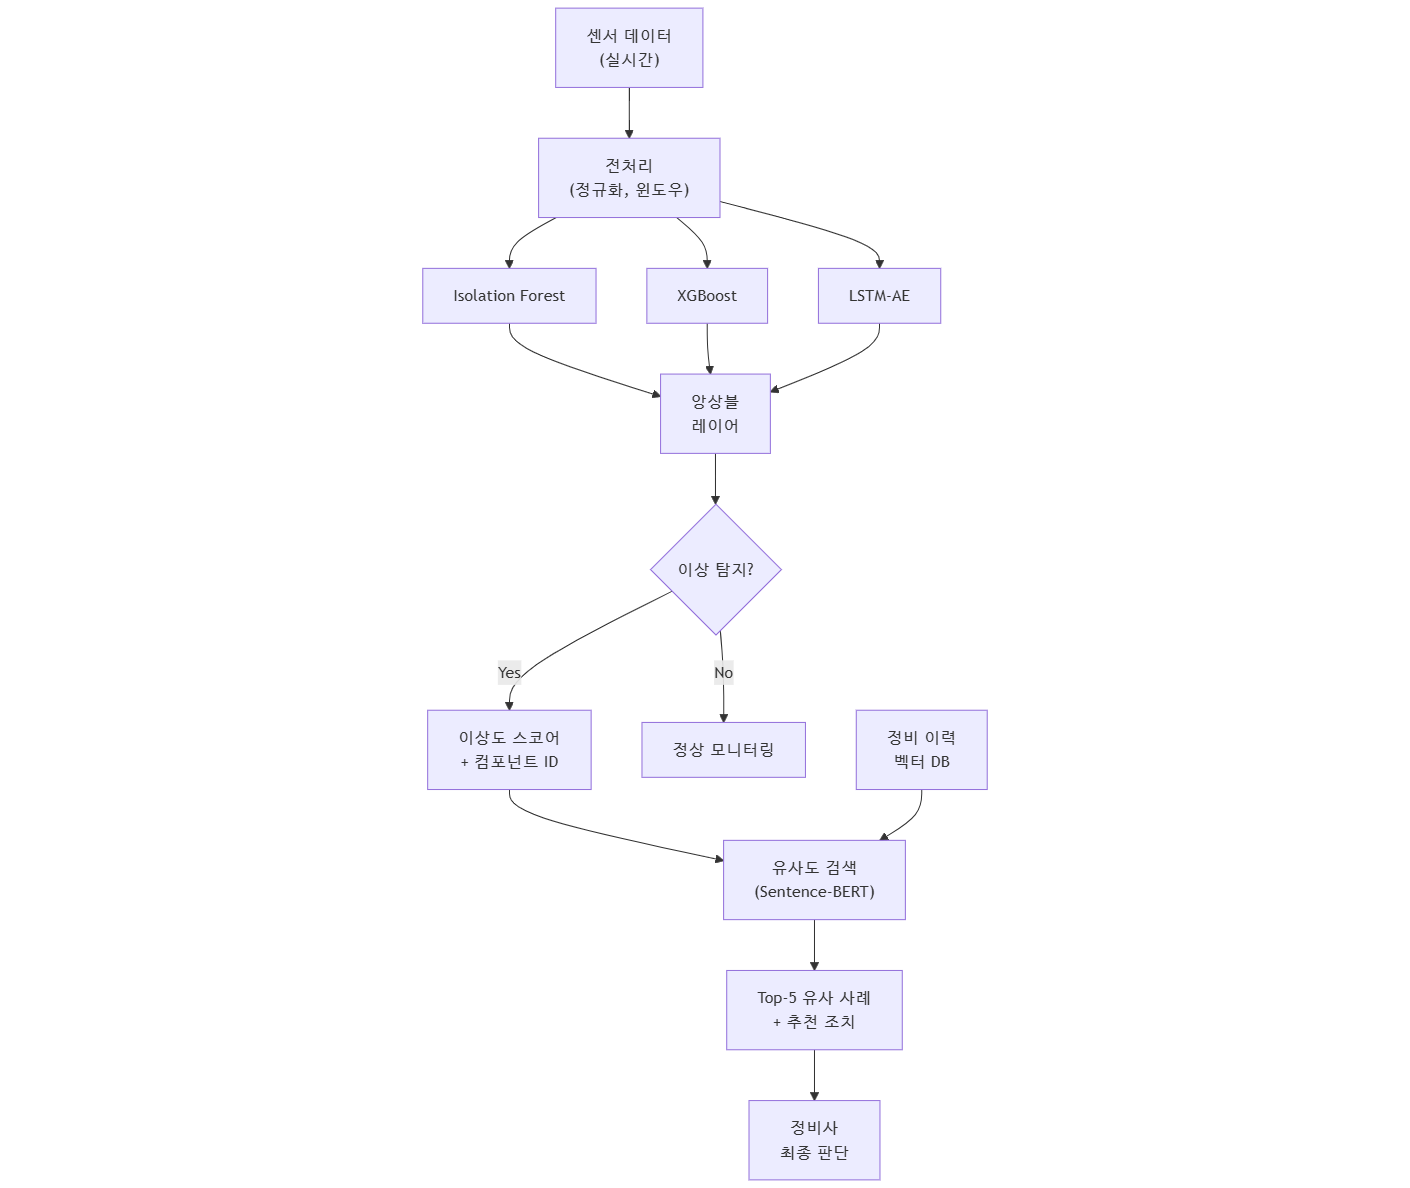 센서 데이터
(실시간)
전처리
(정규화, 윈도우)
Isolation Forest
XGBoost
LSTM-AE
앙상블
레이어
이상 탐지?
Yes
No
이상도 스코어
+ 컴포넌트 ID
정상 모니터링
정비 이력
벡터 DB
유사도 검색
(Sentence-BERT)
Top-5 유사 사례
+ 추천 조치
정비사
최종 판단